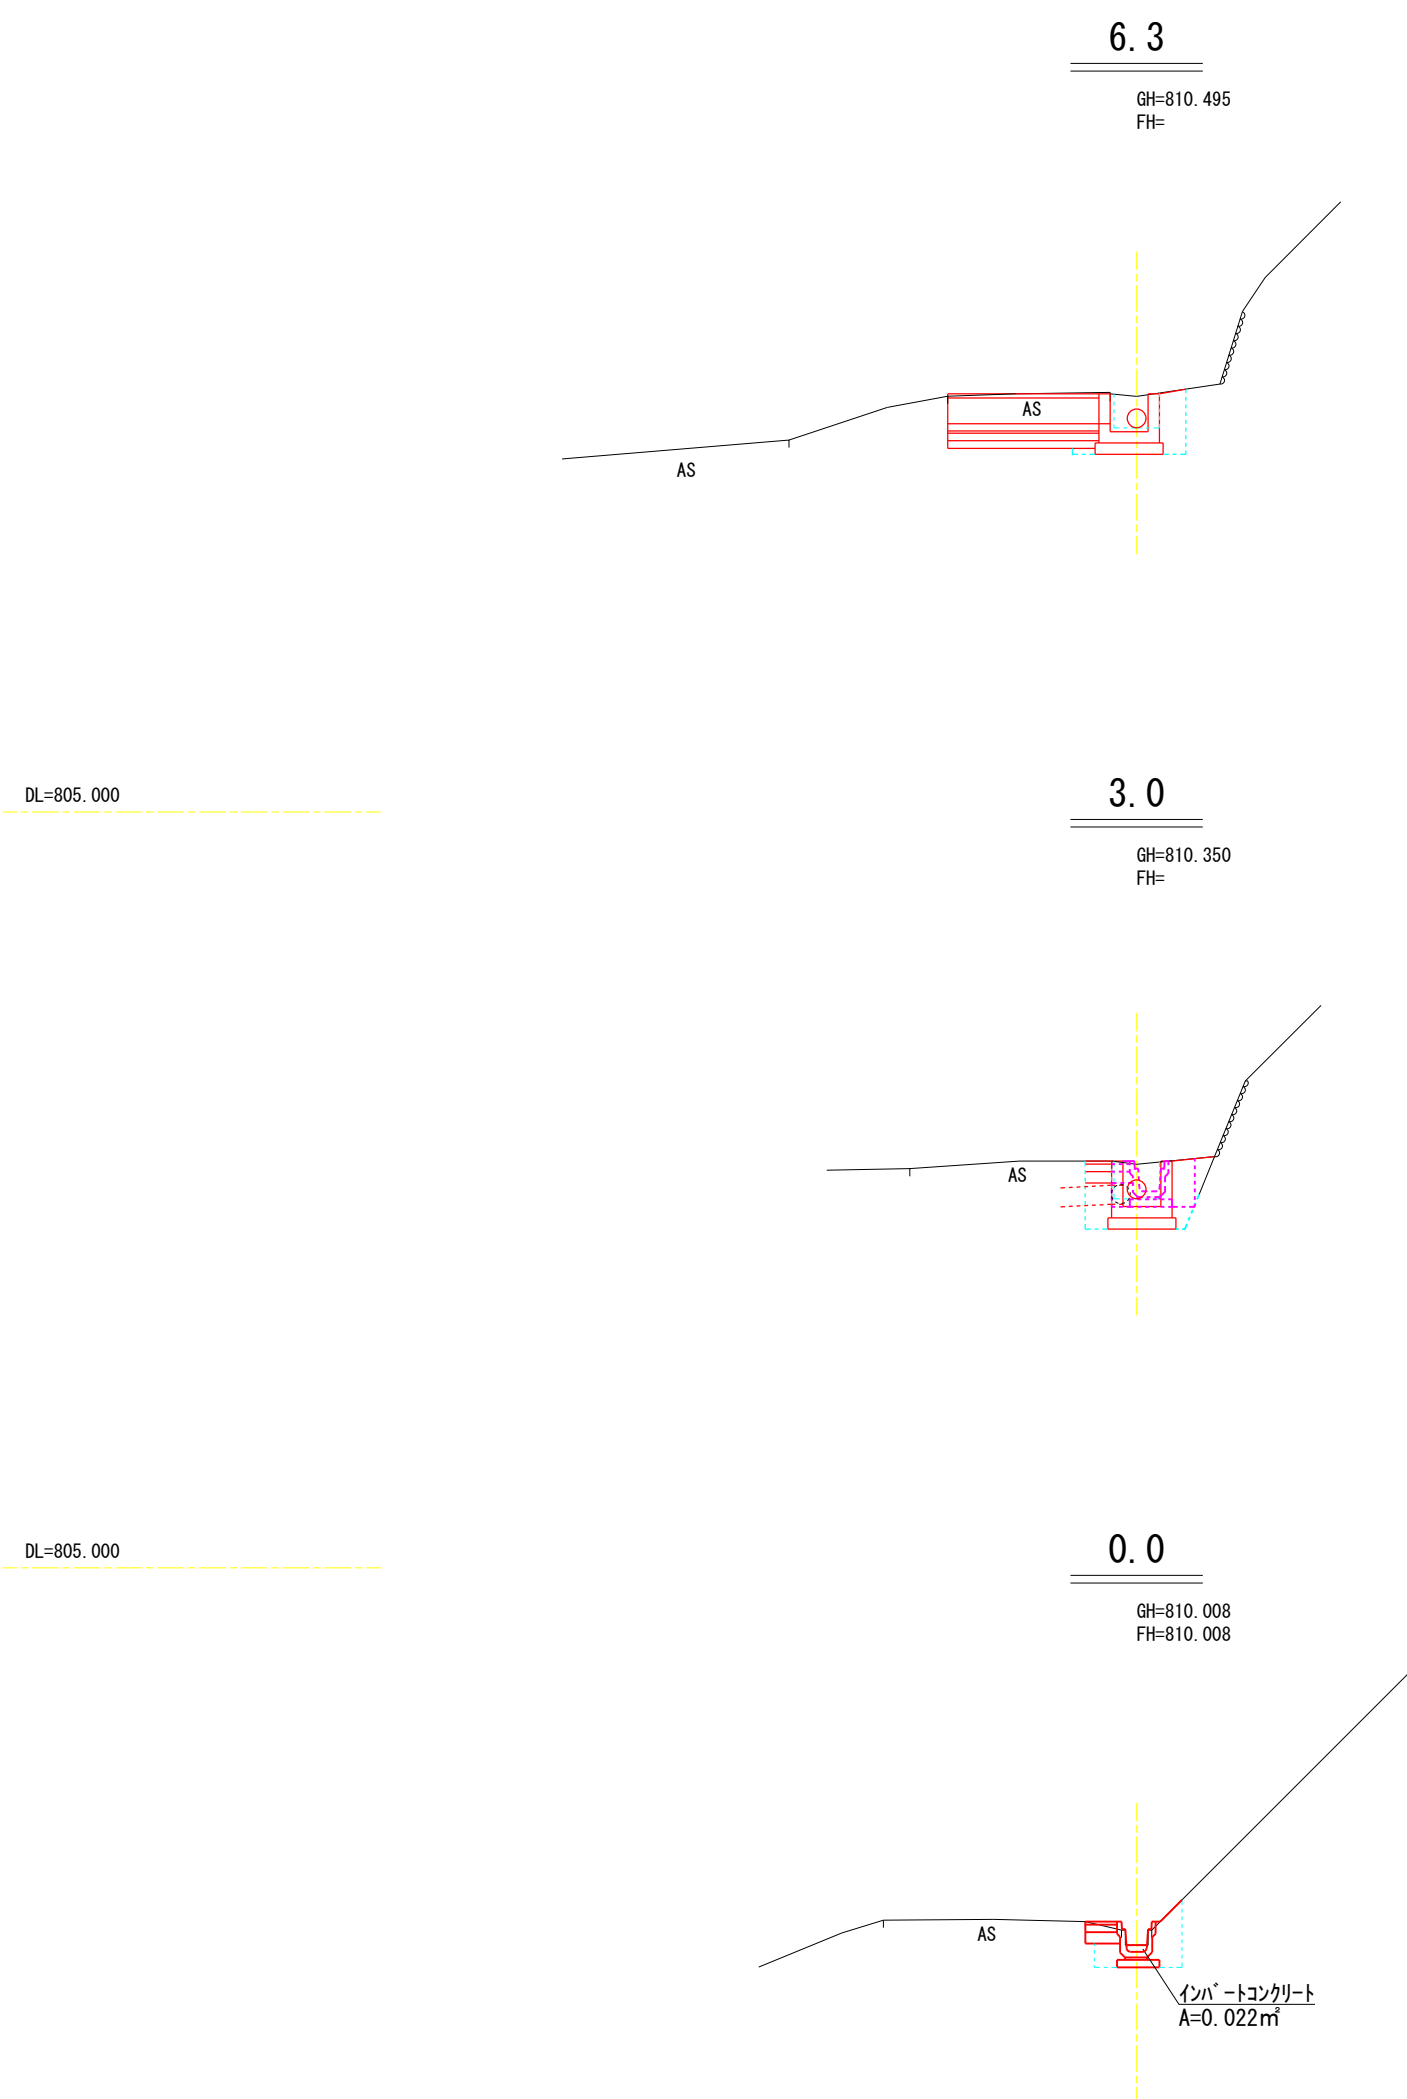 6.3
GH=810.495
FH=
AS
AS
DL=805.000
3.0
GH=810.350
FH=
AS
DL=805.000
0.0
GH=810.008
FH=810.008
AS
ｲﾝﾊﾞｰﾄｺﾝｸﾘｰﾄ
A=0.022㎡